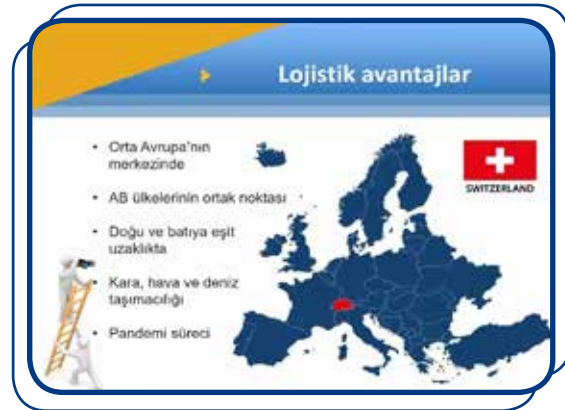 Lojistik avantajlar
• Orta Avrupa'nın
merkezinde
• AB ülkelerinin ortak noktası
• Doğu ve batıya eşit
uzaklıkta
• Kara, hava ve deniz
taşımacılığı
• Pandemi süreci
SWITZERLAND